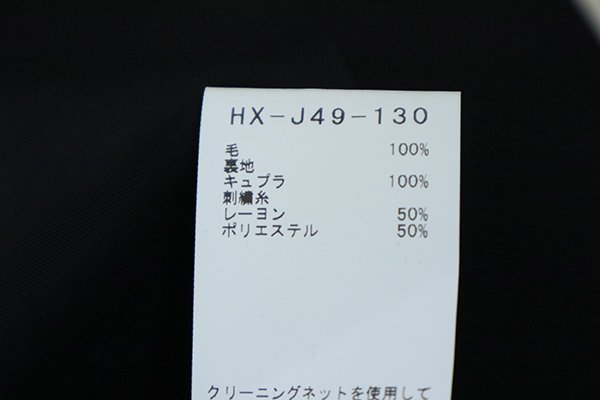 HX-J49-130
毛 100%
裏地
キュプラ 100%
刺繍糸
レーヨン 50%
ポリエステル 50%
クリーニングネットを使用して